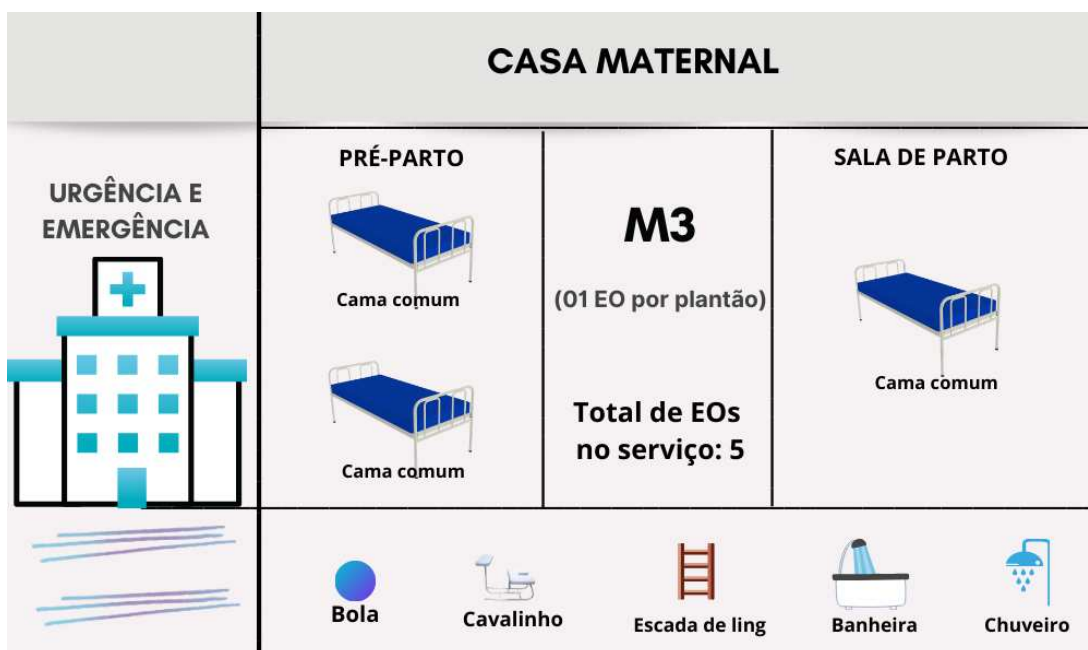 CASA MATERNAL
URGÊNCIA E
EMERGÊNCIA
PRÉ-PARTO
Cama comum
Cama comum
M3
(01 EO por plantão)
Total de EOs
no serviço: 5
SALA DE PARTO
Cama comum
Bola
Cavalinho
Escada de ling
Banheira
Chuveiro